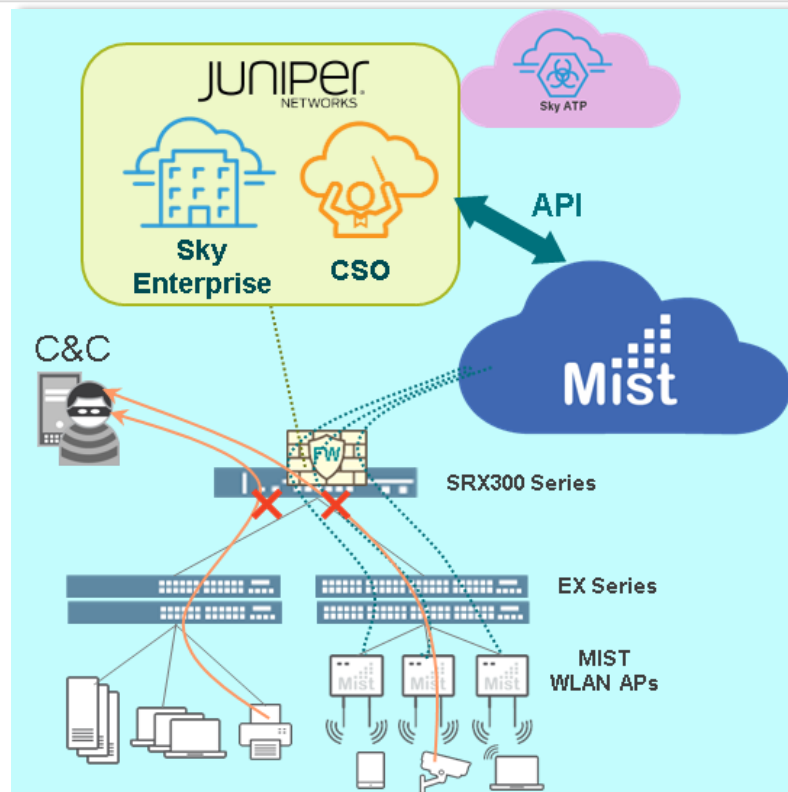 JUNIPER
NETWORKS
Sky ATP
Sky
Enterprise
CSO
API
C&C
Mist
FW
SRX300 Series
EX Series
MIST
WLAN APs
Mist
Mist
Mist